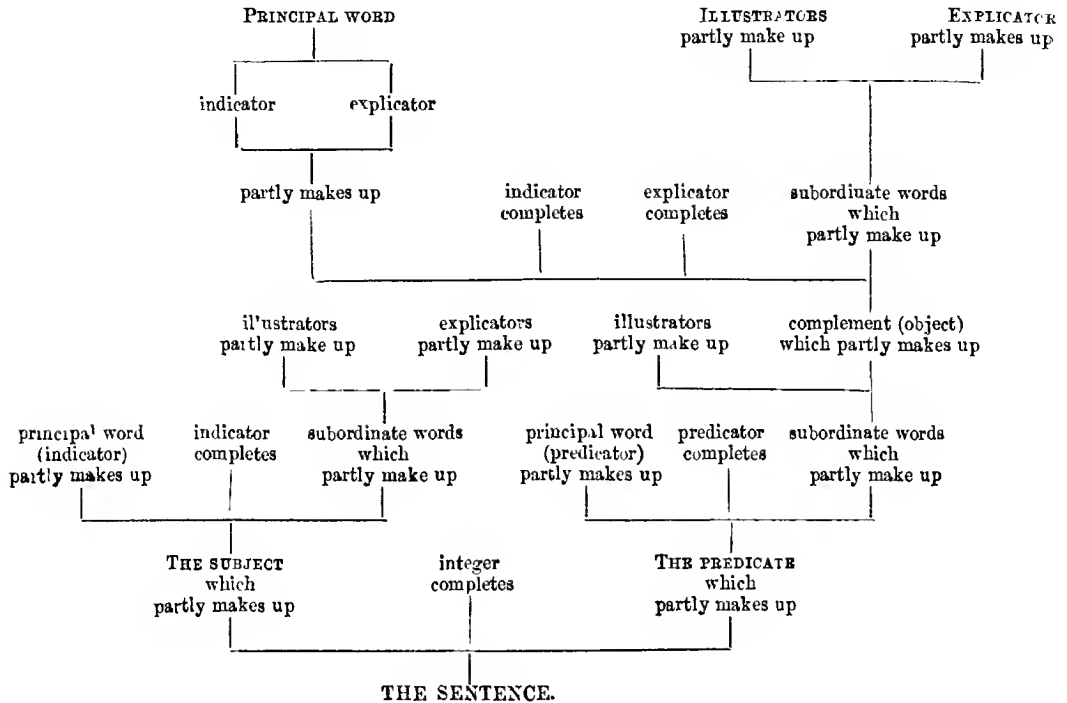 PRINCIPAL WORD
ILLUSTRATORS
partly make up
EXPLICATOR
partly makes up
indicator
explicator
partly makes up
indicator
completes
explicator
completes
subordinate words
which
partly make up
il'ustrators
partly make up
explicators
partly make up
illustrators
partly make up
complement (object)
which partly makes up
principal word
(indicator)
partly makes up
indicator
completes
subordinate words
which
partly make up
principal word
(predicator)
partly makes up
predicator
completes
subordinate words
which
partly make up
THE SUBJECT
which
partly makes up
integer
completes
THE PREDICATE
which
partly makes up
THE SENTENCE.